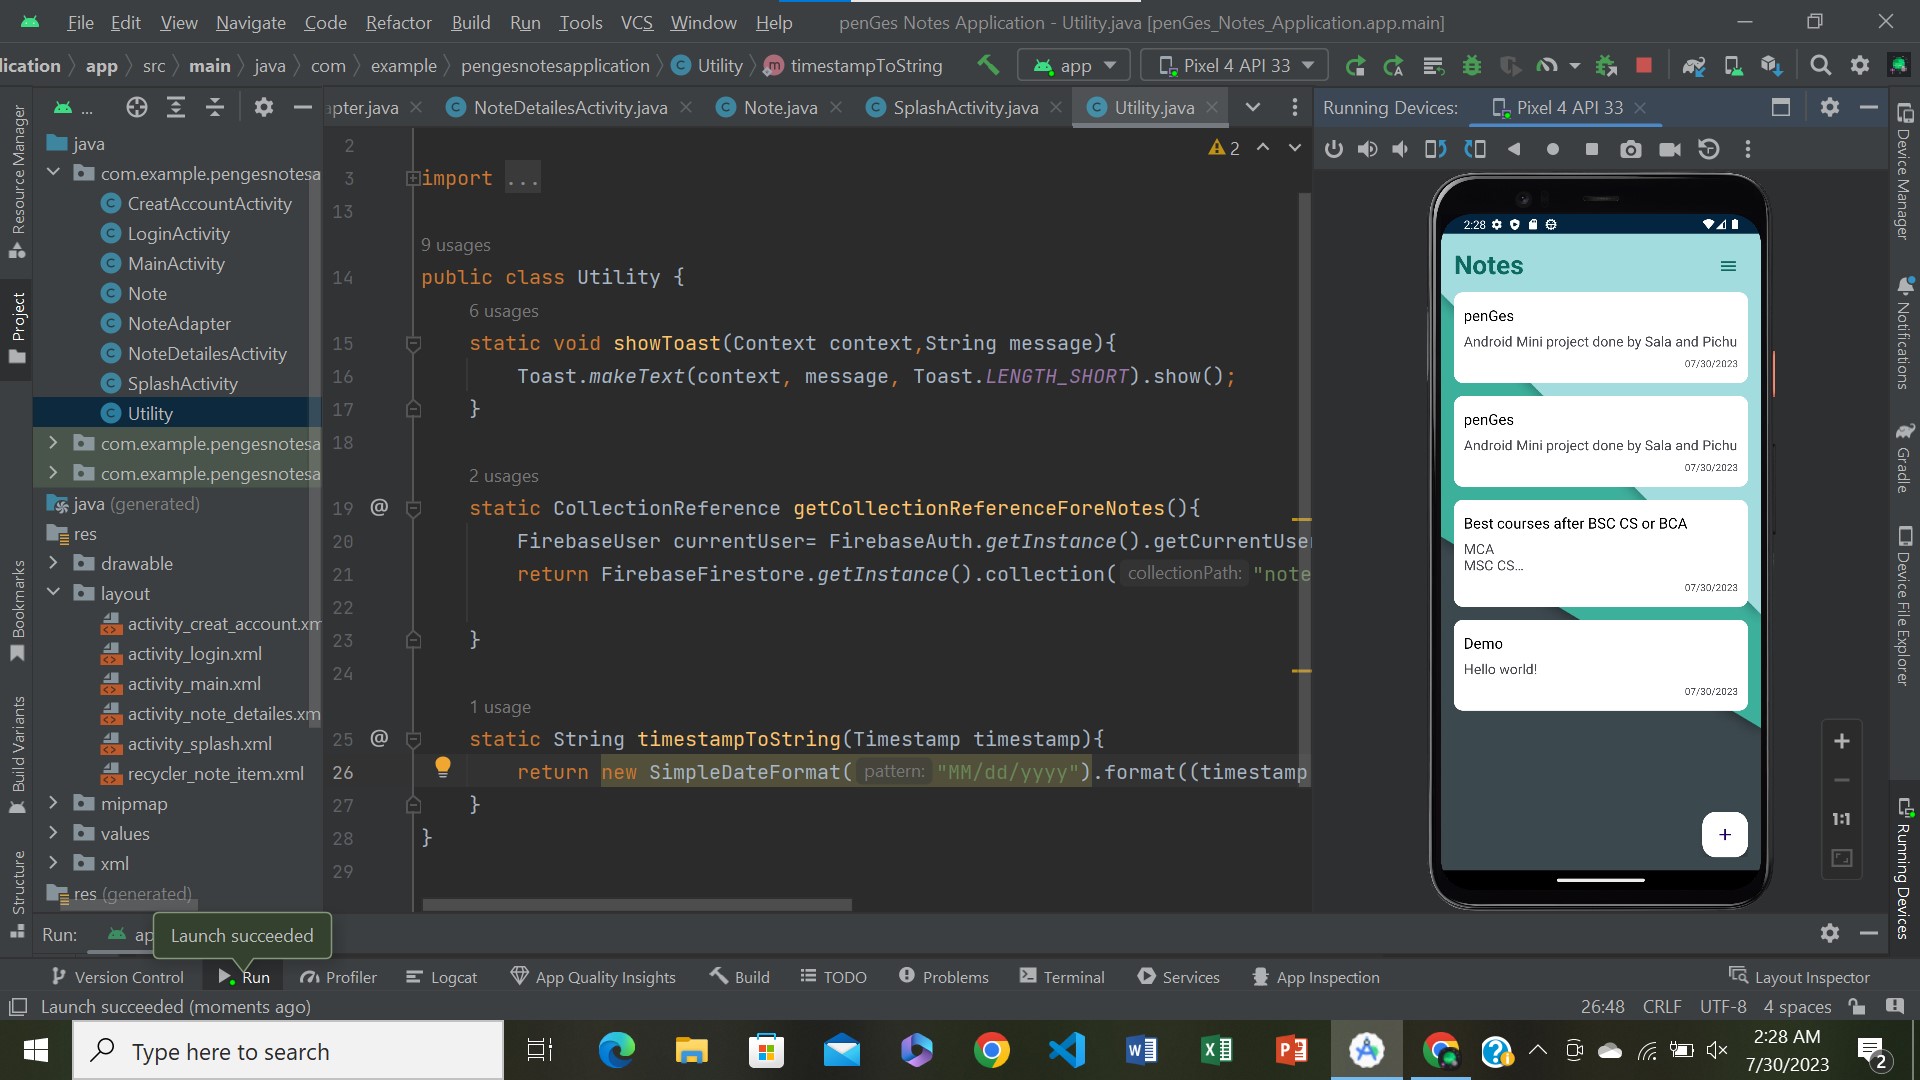 File Edit View Navigate Code Refactor Build Run Tools VCS Window Help penGes Notes Application - Utility.java [penGes_Notes_Application.app.main]
lication app src main java com example pengesnotesapplication Utility timestampToString app Pixel 4 API 33
... apter.java NoteDetailesActivity.java Note.java SplashActivity.java Utility.java Running Devices: Pixel 4 API 33
java
com.example.pengesnotesa
CreatAccountActivity
LoginActivity
MainActivity
Note
NoteAdapter
NoteDetailesActivity
SplashActivity
Utility
com.example.pengesnotesa
com.example.pengesnotesa
java (generated)
res
drawable
layout
activity_creat_account.xm
activity_login.xml
activity_main.xml
activity_note_detailes.xm
activity_splash.xml
recycler_note_item.xml
mipmap
values
xml
res (generated)
Resource Manager
Project
Bookmarks
Build Variants
Structure
2
2
3 import ...
13
9 usages
14 public class Utility {
6 usages
15 static void showToast(Context context,String message){
16 Toast.makeText(context, message, Toast.LENGTH_SHORT).show();
17 }
18
2 usages
19 @ static CollectionReference getCollectionReferenceForeNotes(){
20 FirebaseUser currentUser= FirebaseAuth.getInstance().getCurrentUser
21 return FirebaseFirestore.getInstance().collection( collectionPath: "note
22
23 }
24
1 usage
25 @ static String timestampToString(Timestamp timestamp){
26 return new SimpleDateFormat( pattern: "MM/dd/yyyy").format((timestamp
27 }
28 }
29
2:28
Notes
penGes
Android Mini project done by Sala and Pichu
07/30/2023
penGes
Android Mini project done by Sala and Pichu
07/30/2023
Best courses after BSC CS or BCA
MCA
MSC CS...
07/30/2023
Demo
Hello world!
07/30/2023
+
1:1
Device Manager
Notifications
Gradle
Device File Explorer
Running Devices
Run: ap
Launch succeeded
Version Control Run Profiler Logcat App Quality Insights Build TODO Problems Terminal Services App Inspection Layout Inspector
Launch succeeded (moments ago) 26:48 CRLF UTF-8 4 spaces
Type here to search
2:28 AM
7/30/2023
2